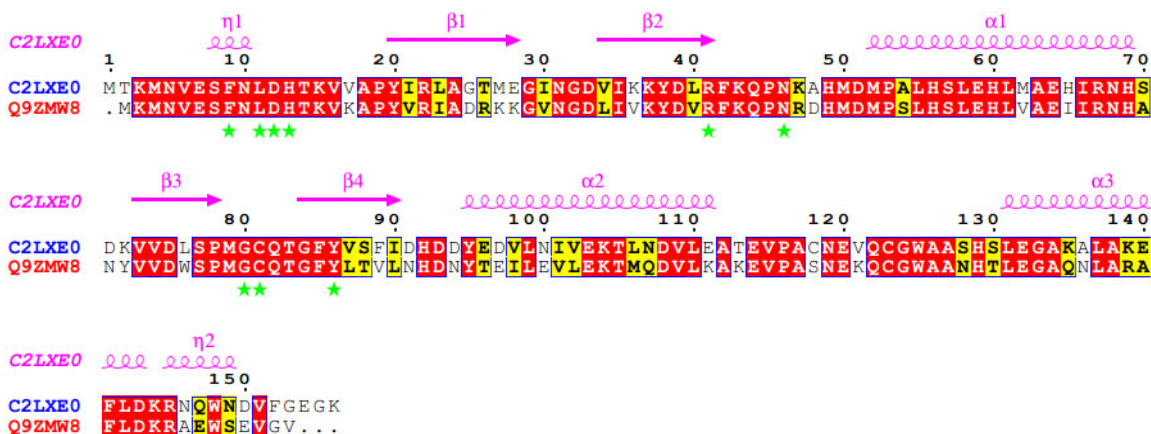 η1 β1 β2 α1
C2LXE0
1 10 20 30 40 50 60 70
C2LXE0 MTKMNVESFNLDHTKVVAPYIRLAGTMEGINGDVIKKYDLRFKQPNKAHMDMPALHSLEHLMAEHIRNHS
Q9ZMW8 .MKMNVESFNLDHTKVKAPYVRIADRKKGVNGDLIVKYDLRFKQPNRDHMDMPSLHSLEHLVAEIIRNHA
β3 β4 α2 α3
C2LXE0
80 90 100 110 120 130 140
C2LXE0 DKVVDLSPMGCQTGFYVSFIDHDDYEDVLNIVEKTLNDVLEATEVPACNEVQCGWAASHSLEGAKALAKE
Q9ZMW8 NYVVDWSPMGCQTGFYLTVLNHDNYTEILEVLEKTMQDVLKAKEVPASNEKQCGWAANHTLEGAQNLARA
η2
C2LXE0
150
C2LXE0 FLDKRNQWNDVFGEGK
Q9ZMW8 FLDKRAEWSEVGV...